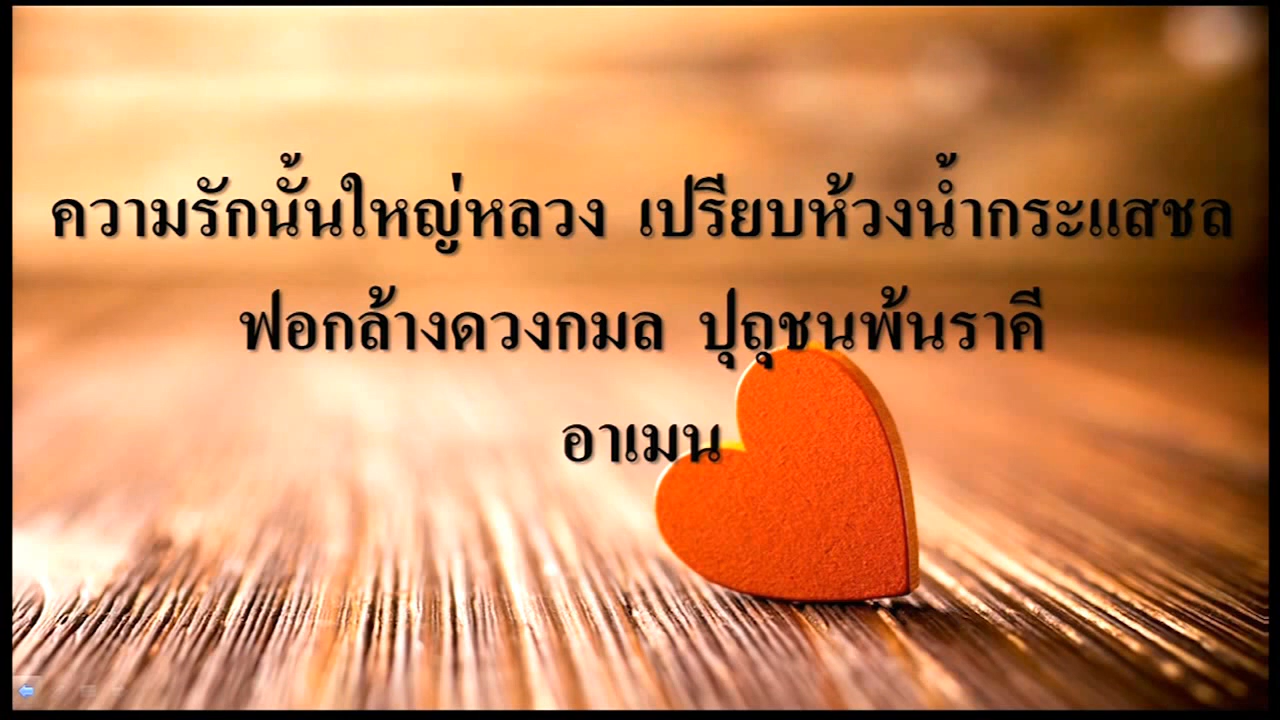 ความรักนั้นใหญ่หลวง เปรียบห้วงน้ำกระแสชล
ฟอกล้างดวงกมล ปุถุชนพ้นราคี
อาเมน